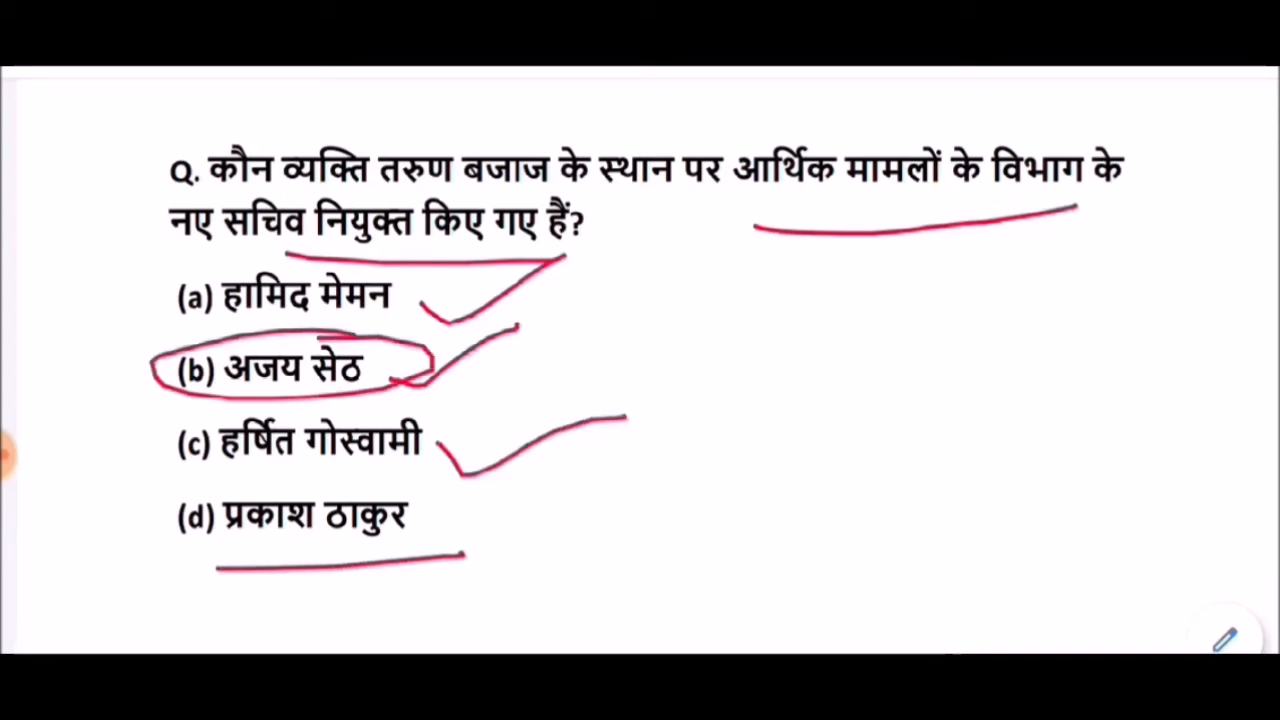 Q. कौन व्यक्ति तरुण बजाज के स्थान पर आर्थिक मामलों के विभाग के
नए सचिव नियुक्त किए गए हैं?
(a) हामिद मेमन
(b) अजय सेठ
(c) हर्षित गोस्वामी
(d) प्रकाश ठाकुर